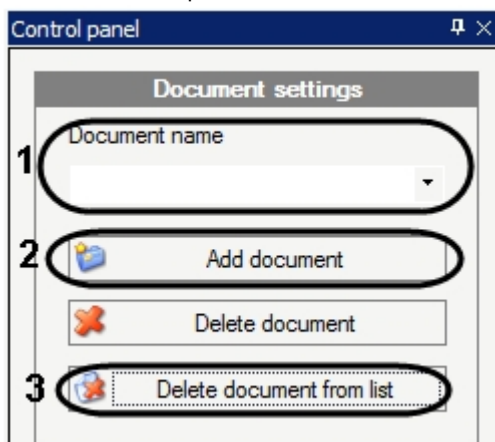 Control panel
Document settings
Document name
1
2
Add document
Delete document
3
Delete document from list